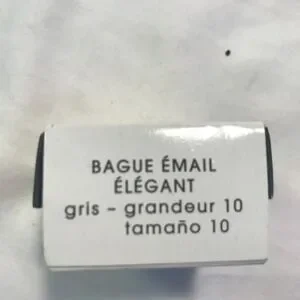 BAGUE ÉMAIL
ÉLÉGANT
gris – grandeur 10
tamaño 10